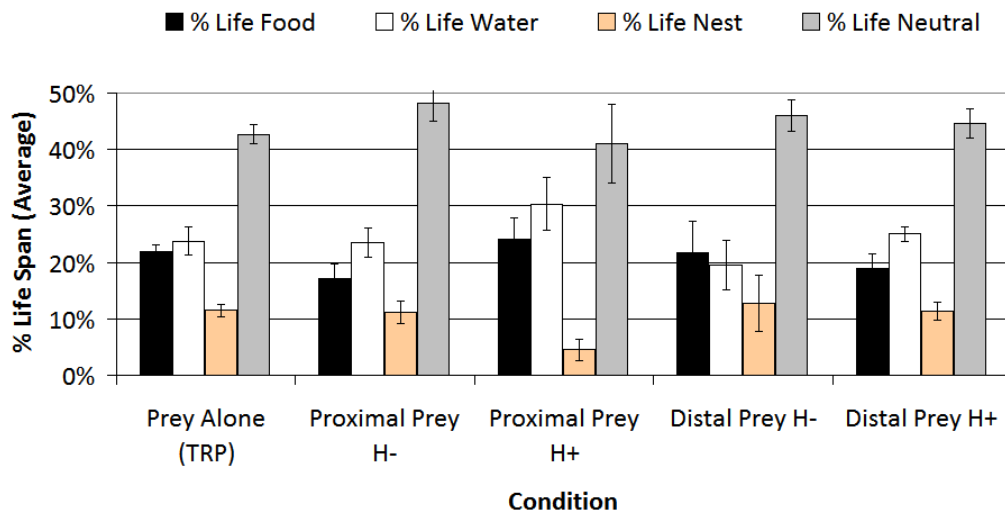 % Life Food % Life Water % Life Nest % Life Neutral
% Life Span (Average)
50%
40%
30%
20%
10%
0%
Prey Alone (TRP)
Proximal Prey H-
Proximal Prey H+
Distal Prey H-
Distal Prey H+
Condition